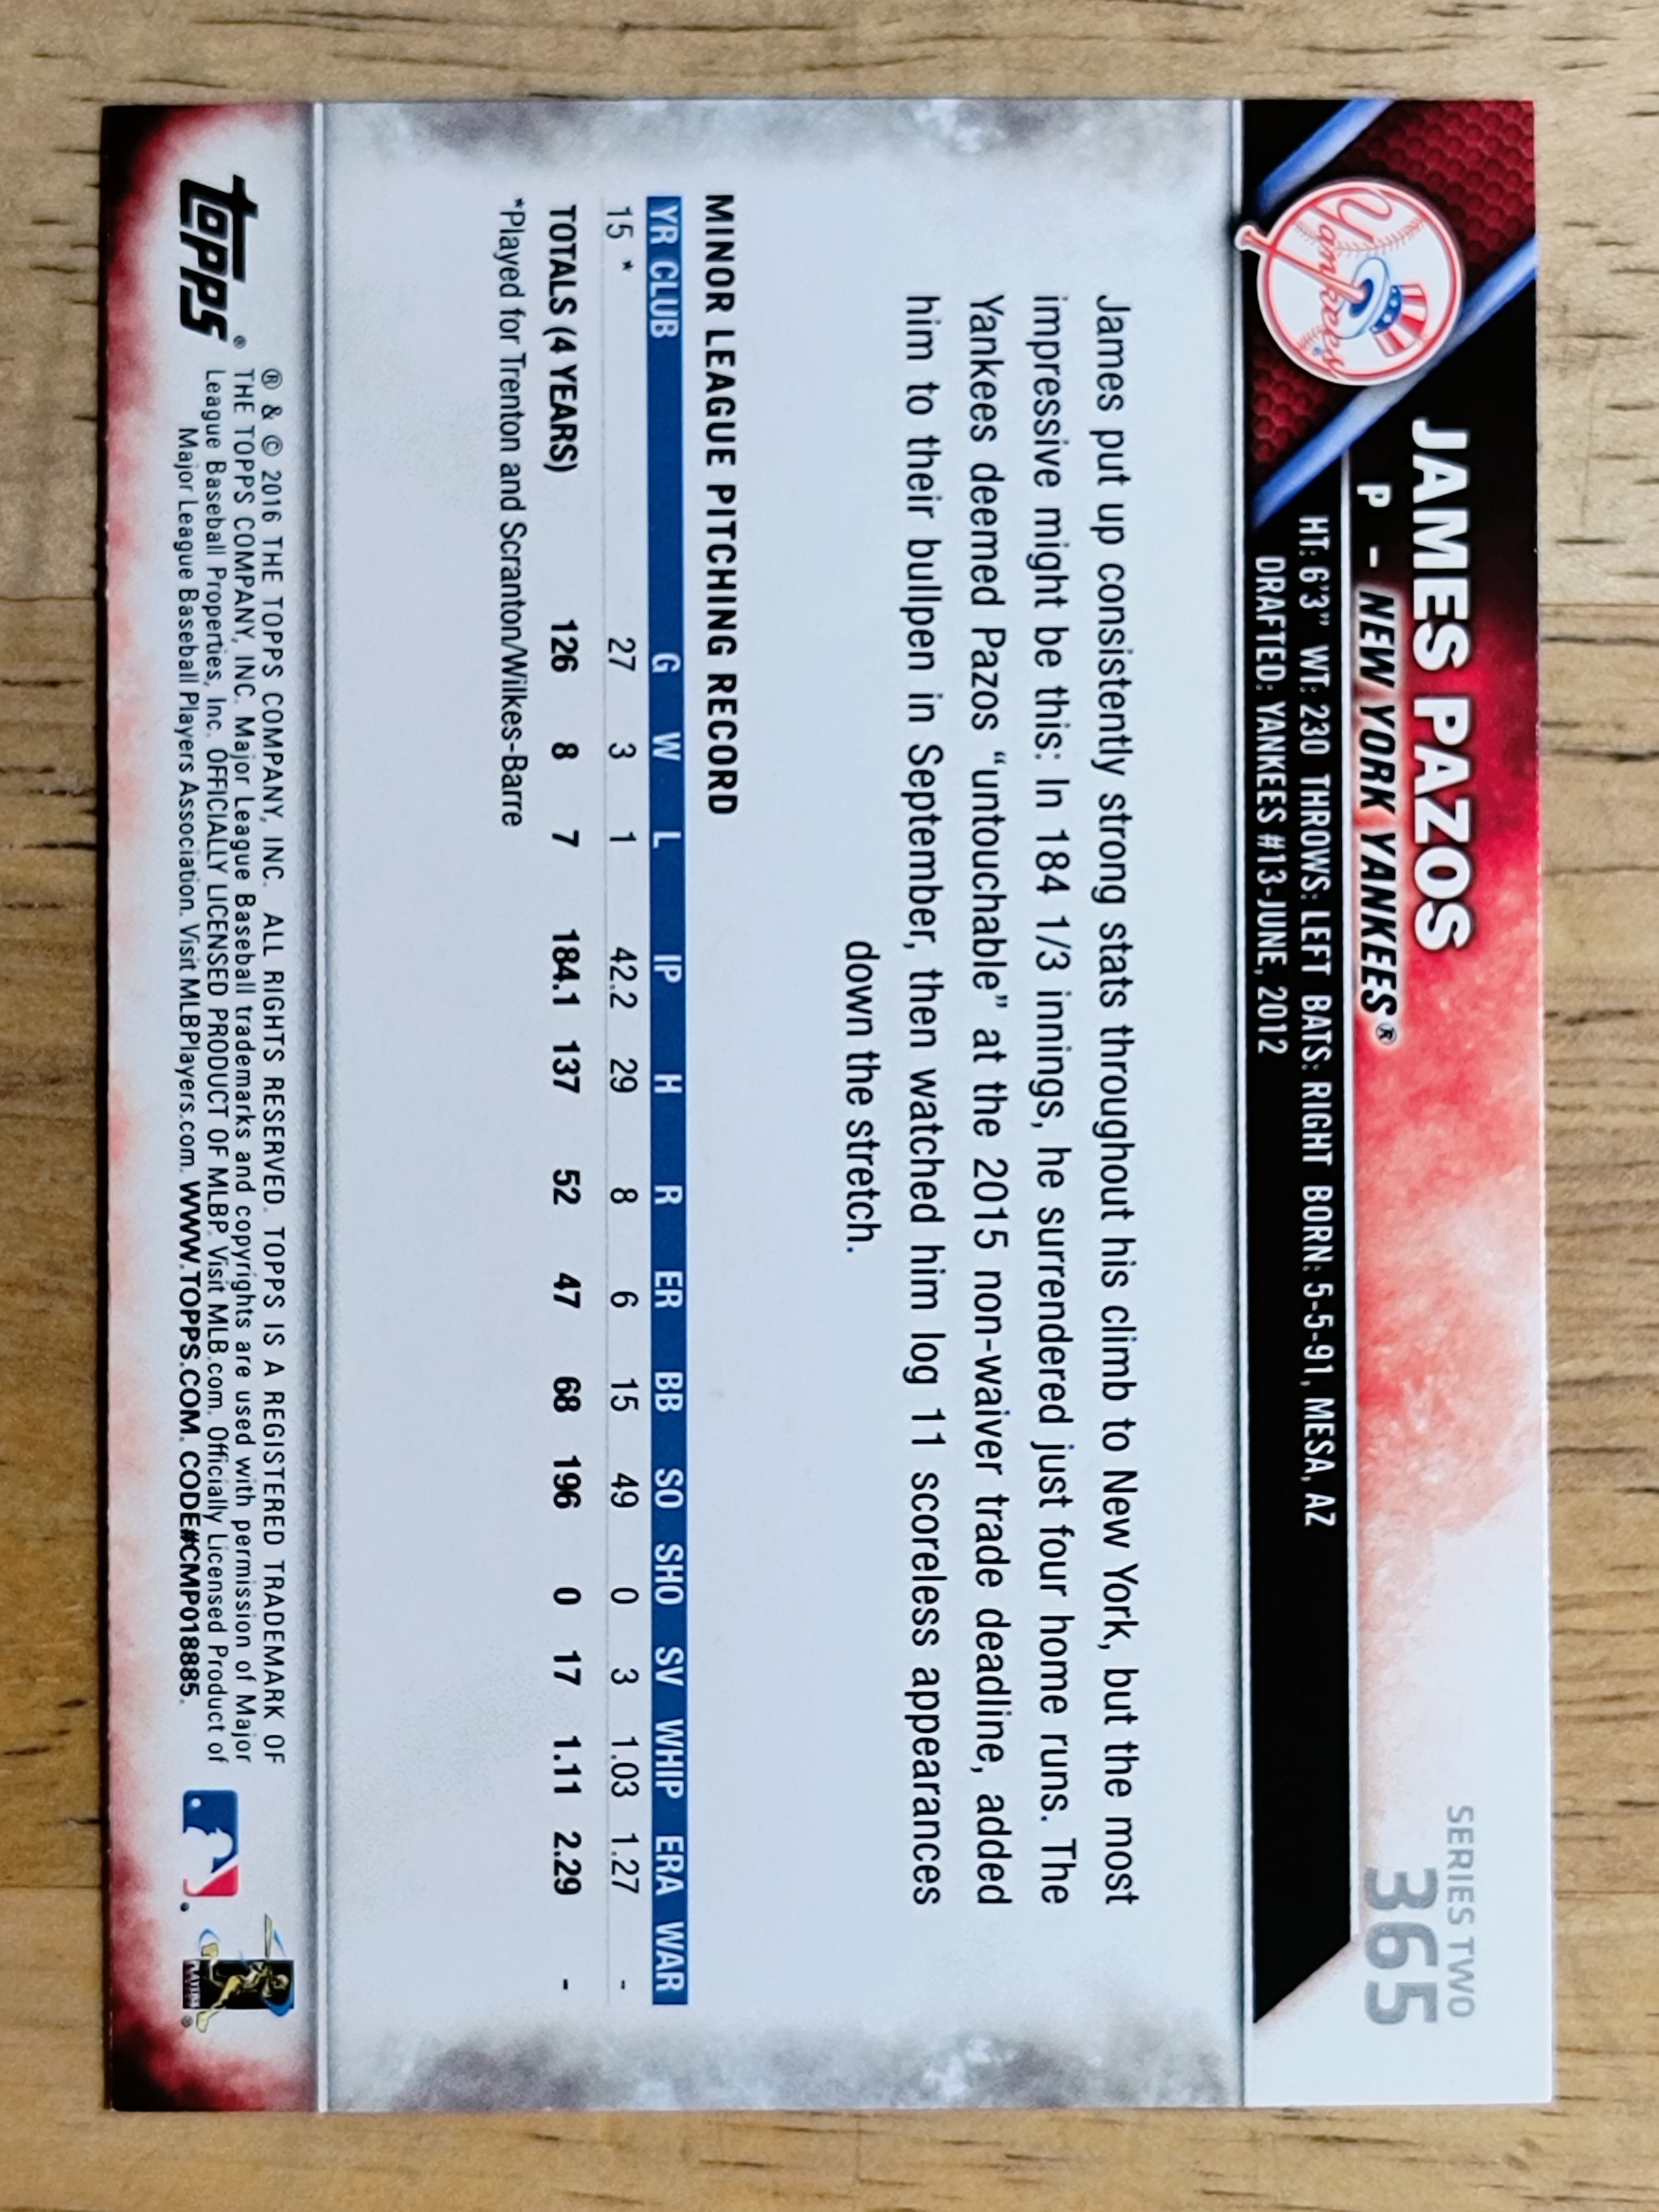 Yankees
JAMES PAZOS
P - NEW YORK YANKEES®
SERIES TWO
365
HT: 6'3" WT: 230 THROWS: LEFT BATS: RIGHT BORN: 5-5-91, MESA, AZ
DRAFTED: YANKEES #13-JUNE, 2012
James put up consistently strong stats throughout his climb to New York, but the most
impressive might be this: In 184 1/3 innings, he surrendered just four home runs. The
Yankees deemed Pazos “untouchable” at the 2015 non-waiver trade deadline, added
him to their bullpen in September, then watched him log 11 scoreless appearances
down the stretch.
MINOR LEAGUE PITCHING RECORD
YR CLUB G W L IP H R ER BB SO SHO SV WHIP ERA WAR
15 * 27 3 1 42.2 29 8 6 15 49 0 3 1.03 1.27 -
TOTALS (4 YEARS) 126 8 7 184.1 137 52 47 68 196 0 17 1.11 2.29 -
*Played for Trenton and Scranton/Wilkes-Barre
topps®
® & © 2016 THE TOPPS COMPANY, INC. ALL RIGHTS RESERVED. TOPPS IS A REGISTERED TRADEMARK OF
THE TOPPS COMPANY, INC. Major League Baseball trademarks and copyrights are used with permission of Major
League Baseball Properties, Inc. OFFICIALLY LICENSED PRODUCT OF MLBP. Visit MLB.com. Officially Licensed Product of
Major League Baseball Players Association. Visit MLBPlayers.com. WWW.TOPPS.COM. CODE#CMP018885.
PLAYERS